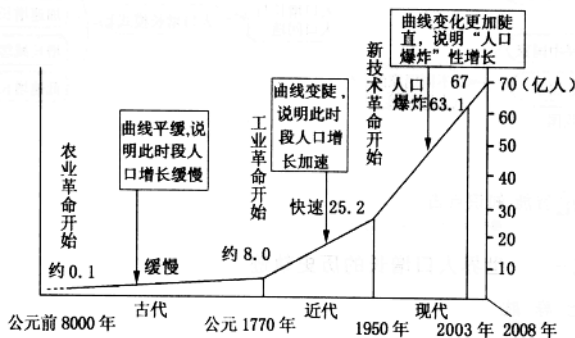 曲线变化更加陡
直，说明“人口
爆炸”性增长
曲线平缓,说
明此时段人
口增长缓慢
曲线变陡，
说明此时
段人口增
长加速
农业革命开始
工业革命开始
新技术革命开始
人口
爆炸
67
63.1
快速 25.2
约 8.0
约 0.1
缓慢
70(亿人)
60
50
40
30
20
10
古代
近代
现代
公元前 8000 年
公元 1770 年
1950 年
2003 年
2008 年